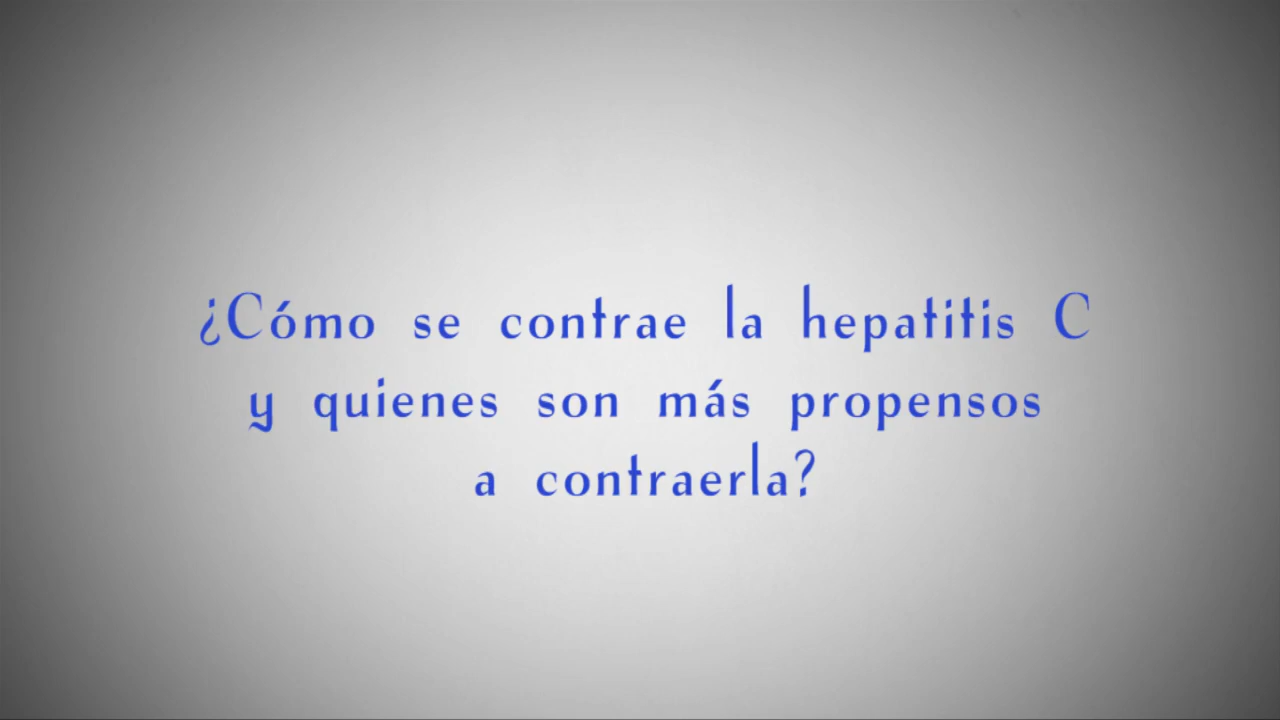 ¿Cómo se contrae la hepatitis C
y quienes son más propensos
a contraerla?